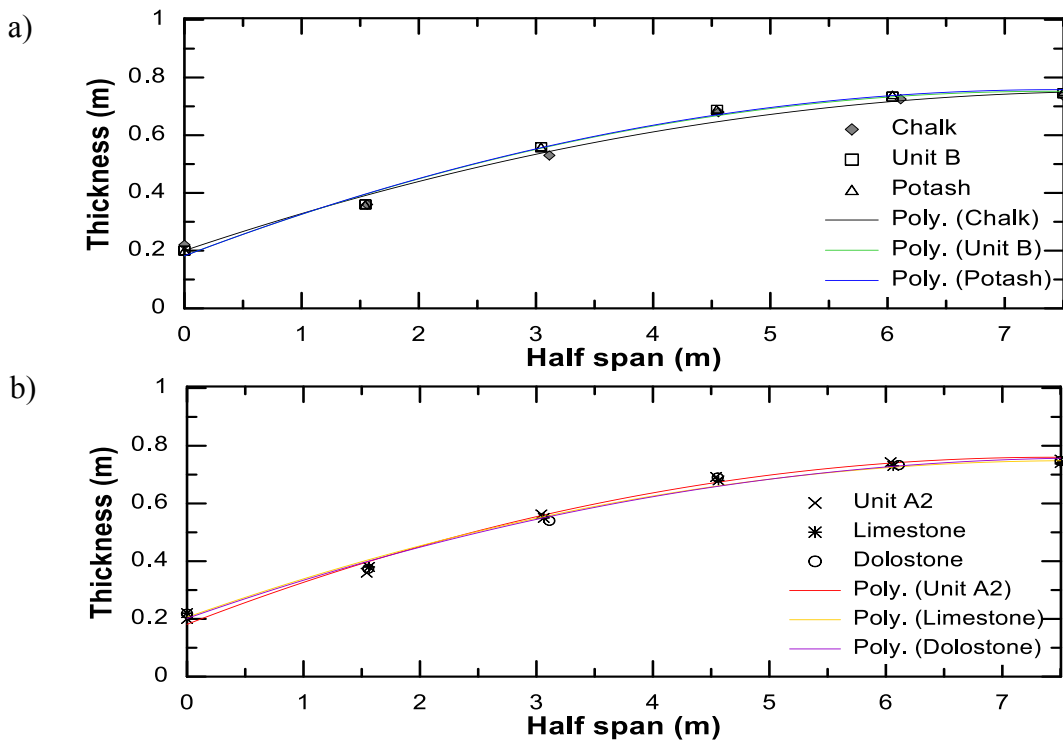 a)
Thickness (m)
1
0.8
0.6
0.4
0.2
0
Chalk
Unit B
Potash
Poly. (Chalk)
Poly. (Unit B)
Poly. (Potash)
0 1 2 3 4 5 6 7
Half span (m)
b)
Thickness (m)
1
0.8
0.6
0.4
0.2
0
Unit A2
Limestone
Dolostone
Poly. (Unit A2)
Poly. (Limestone)
Poly. (Dolostone)
0 1 2 3 4 5 6 7
Half span (m)